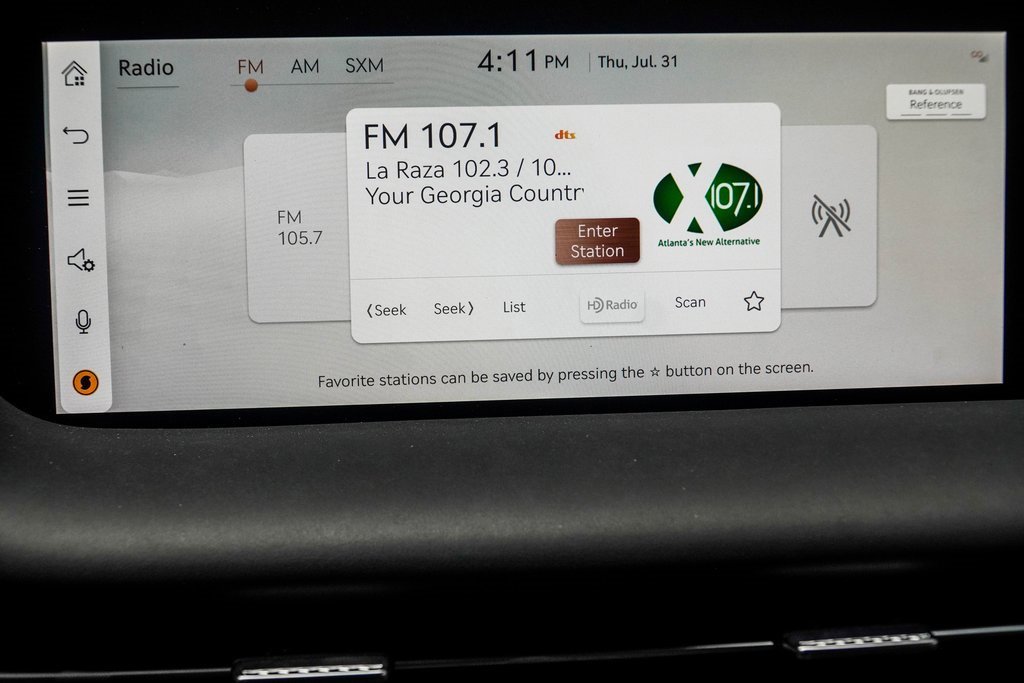 Radio
FM AM SXM
4:11 PM Thu, Jul. 31
BANG & OLUFSEN
Reference
FM 107.1
dts
La Raza 102.3 / 10...
Your Georgia Countr
FM
105.7
X107.1
Atlanta's New Alternative
Enter
Station
⟨Seek Seek⟩ List HD Radio Scan
Favorite stations can be saved by pressing the ☆ button on the screen.